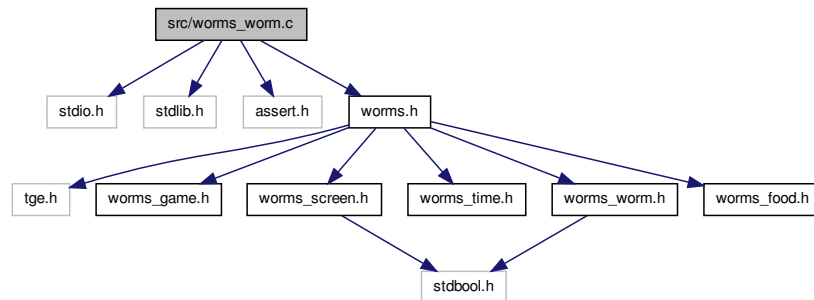 src/worms_worm.c
stdio.h
stdlib.h
assert.h
worms.h
tge.h
worms_game.h
worms_screen.h
worms_time.h
worms_worm.h
worms_food.h
stdbool.h